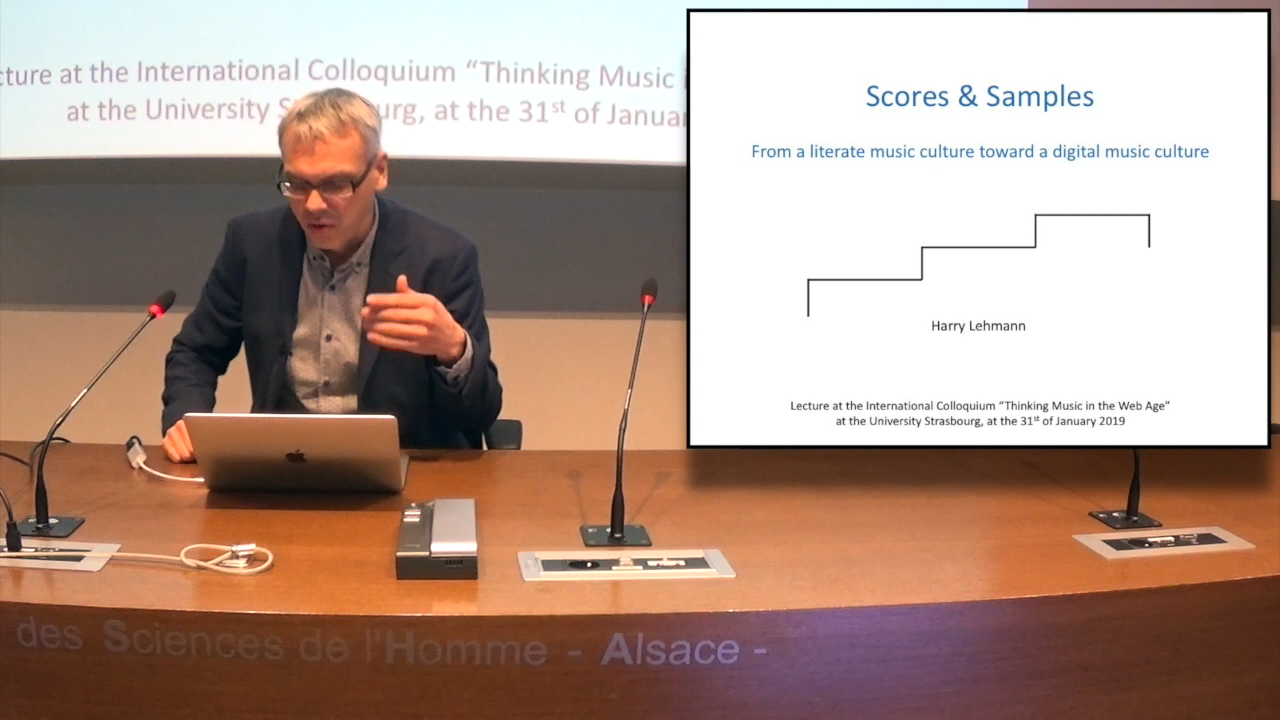 cture at the International Colloquium “Thinking Music
at the University S urg, at the 31st of Januar
Scores & Samples
From a literate music culture toward a digital music culture
Harry Lehmann
Lecture at the International Colloquium “Thinking Music in the Web Age”
at the University Strasbourg, at the 31st of January 2019
des Sciences de l'Homme - Alsace -